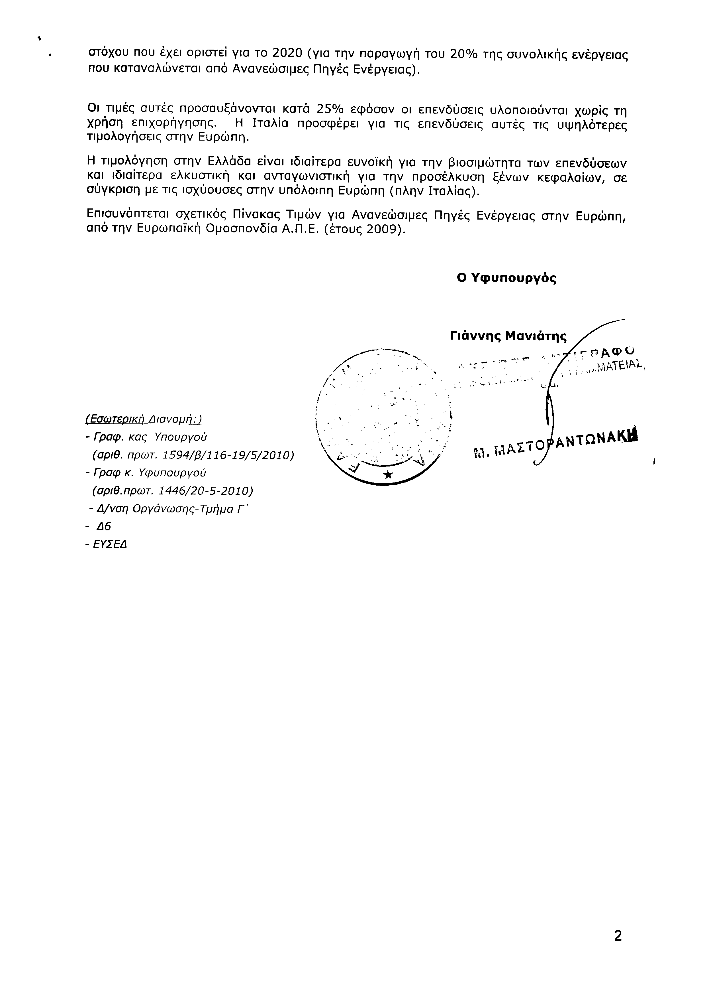 στόχου που έχει οριστεί για το 2020 (για την παραγωγή του 20% της συνολικής ενέργειας
που καταναλώνεται από Ανανεώσιμες Πηγές Ενέργειας).
Οι τιμές αυτές προσαυξάνονται κατά 25% εφόσον οι επενδύσεις υλοποιούνται χωρίς τη
χρήση επιχορήγησης. Η Ιταλία προσφέρει για τις επενδύσεις αυτές τις υψηλότερες
τιμολογήσεις στην Ευρώπη.
Η τιμολόγηση στην Ελλάδα είναι ιδιαίτερα ευνοϊκή για την βιοσιμώτητα των επενδύσεων
και ιδιαίτερα ελκυστική και ανταγωνιστική για την προσέλκυση ξένων κεφαλαίων, σε
σύγκριση με τις ισχύουσες στην υπόλοιπη Ευρώπη (πλην Ιταλίας).
Επισυνάπτεται σχετικός Πίνακας Τιμών για Ανανεώσιμες Πηγές Ενέργειας στην Ευρώπη,
από την Ευρωπαϊκή Ομοσπονδία Α.Π.Ε. (έτους 2009).
Ο Υφυπουργός
Γιάννης Μανιάτης
ΑΝΤΙΓΡΑΦΟ
Μ. ΜΑΣΤΟΡΑΝΤΩΝΑΚΗ
(Εσωτερική Διανομή:)
- Γραφ. κας Υπουργού
(αριθ. πρωτ. 1594/β/116-19/5/2010)
- Γραφ κ. Υφυπουργού
(αριθ.πρωτ. 1446/20-5-2010)
- Δ/νση Οργάνωσης-Τμήμα Γ'
- Δ6
- ΕΥΣΕΔ
2